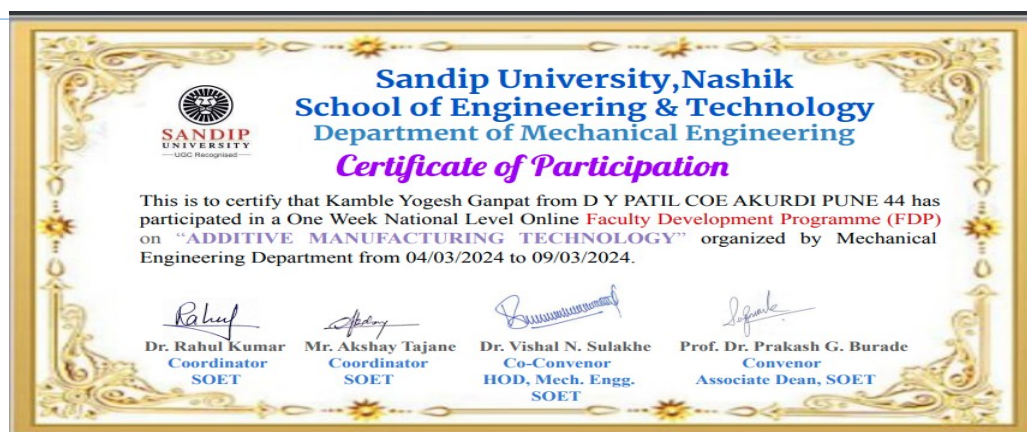 Sandip University,Nashik
School of Engineering & Technology
Department of Mechanical Engineering
SANDIP
UNIVERSITY
UGC Recognised
Certificate of Participation
This is to certify that Kamble Yogesh Ganpat from D Y PATIL COE AKURDI PUNE 44 has
participated in a One Week National Level Online Faculty Development Programme (FDP)
on “ADDITIVE MANUFACTURING TECHNOLOGY” organized by Mechanical
Engineering Department from 04/03/2024 to 09/03/2024.
Rahul
Dr. Rahul Kumar Mr. Akshay Tajane Dr. Vishal N. Sulakhe Prof. Dr. Prakash G. Burade
Coordinator Coordinator Co-Convenor Convenor
SOET SOET HOD, Mech. Engg. Associate Dean, SOET
SOET